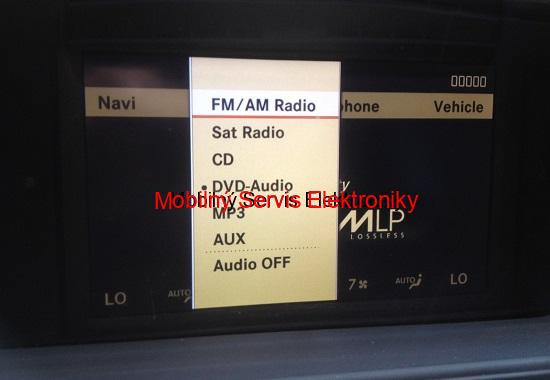 Navi
phone
Vehicle
FM/AM Radio
Sat Radio
CD
• DVD-Audio
MP3
AUX
Audio OFF
Mobilný Servis Elektroniky
MLP
LOSSLESS
LO
AUTO
7
AUTO
LO